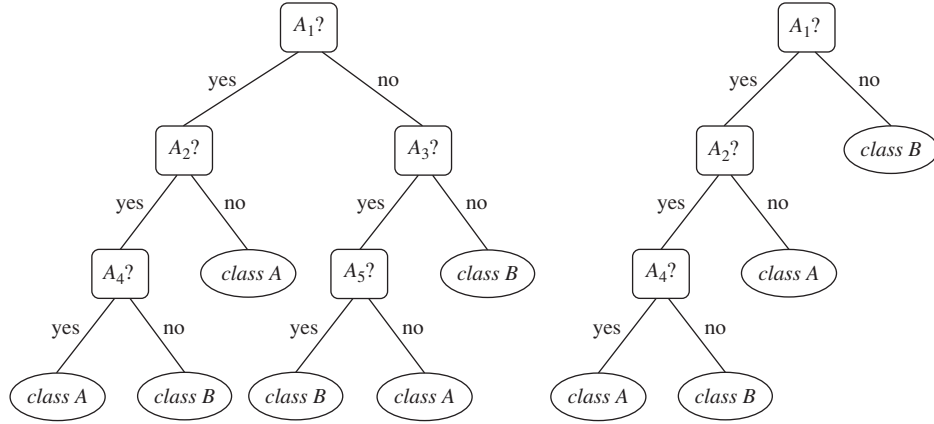 A₁? A₁?
yes no yes no
A₂? A₃? A₂? class B
yes no yes no yes no
A₄? class A A₅? class B A₄? class A
yes no yes no yes no
class A class B class B class A class A class B